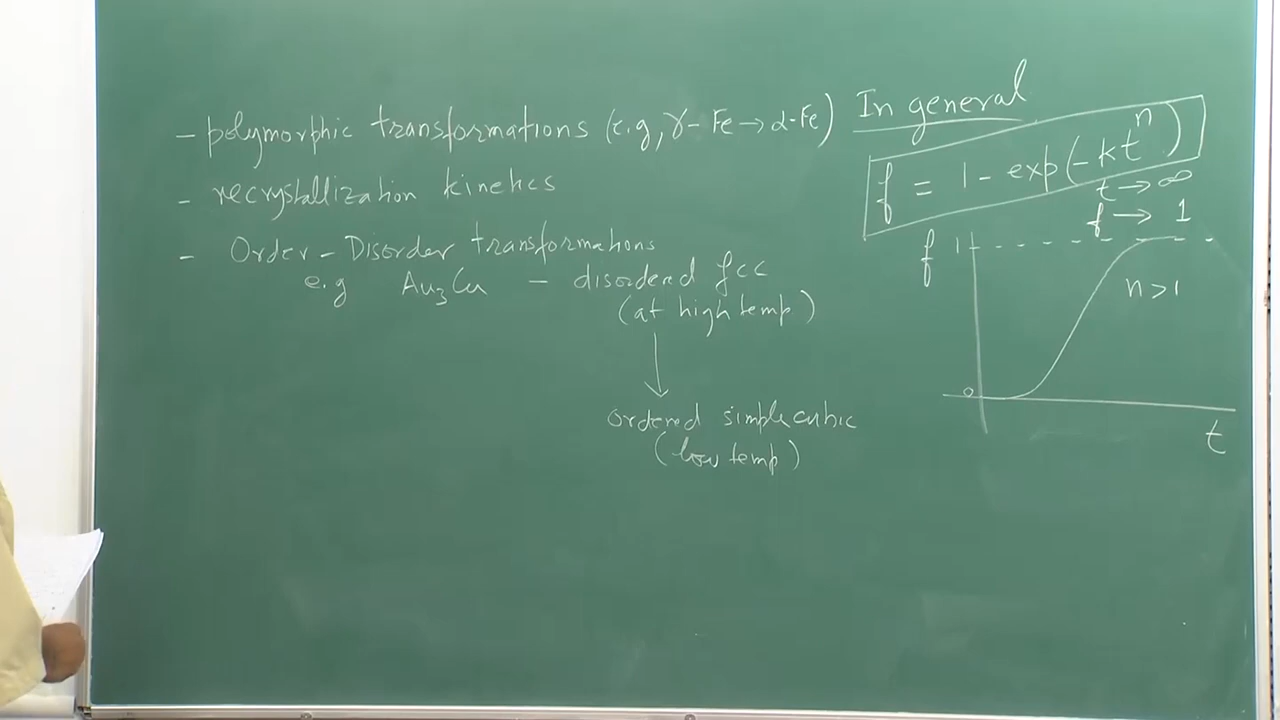 - polymorphic transformations (e.g, γ-Fe → α-Fe)
- recrystallization kinetics
- Order - Disorder transformations
e.g Au₃Cu - disordered fcc
(at high temp)
↓
ordered simple cubic
(low temp)
In general
f = 1 - exp(-ktⁿ)
t → ∞
f → 1
f 1
n>1
0
t